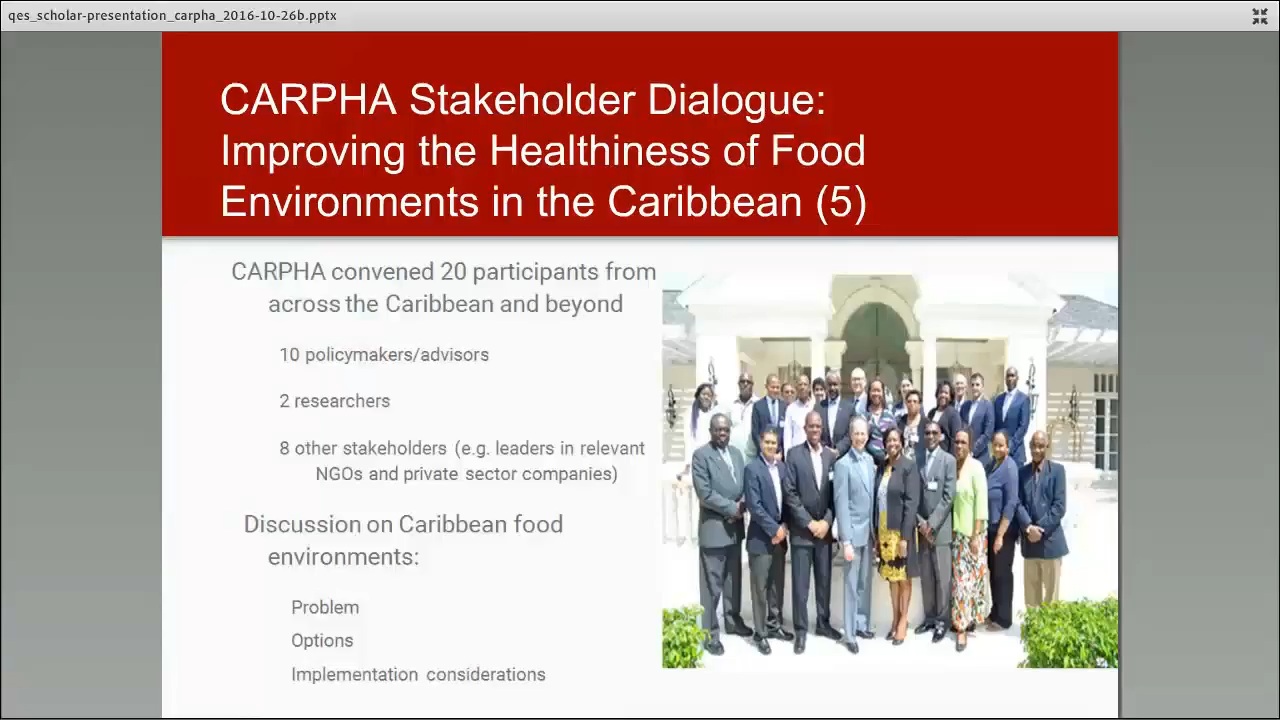 qes_scholar-presentation_carpha_2016-10-26b.pptx
CARPHA Stakeholder Dialogue:
Improving the Healthiness of Food
Environments in the Caribbean (5)
CARPHA convened 20 participants from
across the Caribbean and beyond
10 policymakers/advisors
2 researchers
8 other stakeholders (e.g. leaders in relevant
NGOs and private sector companies)
Discussion on Caribbean food
environments:
Problem
Options
Implementation considerations